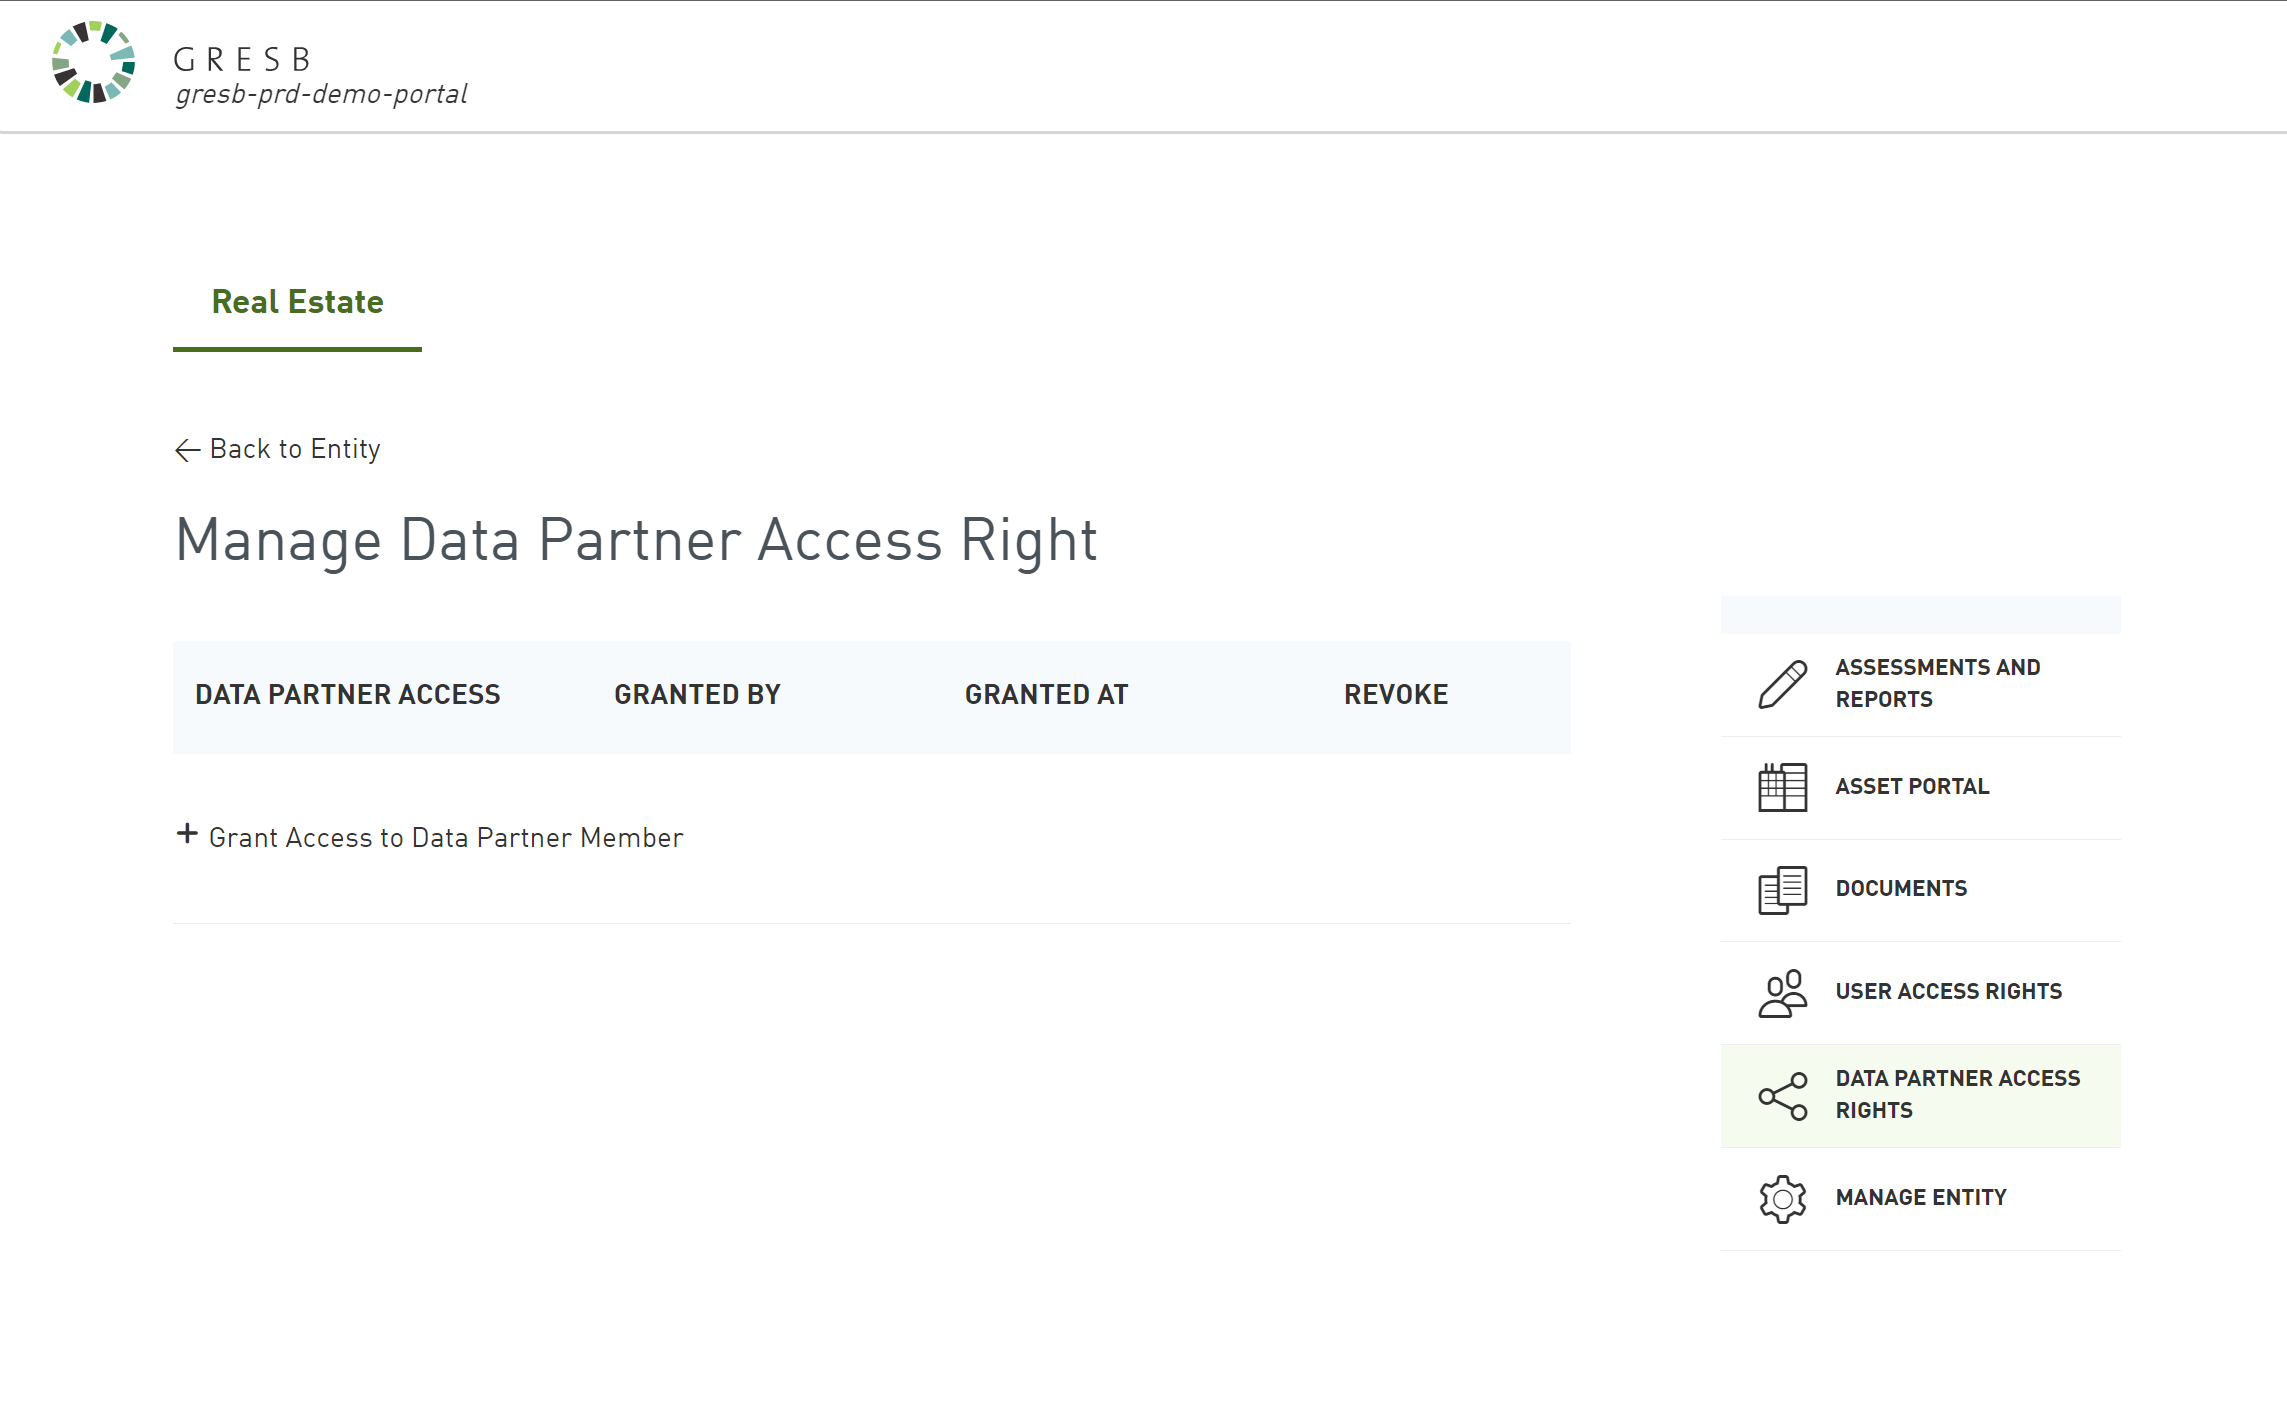 GRESB
gresb-prd-demo-portal
Real Estate
← Back to Entity
Manage Data Partner Access Right
DATA PARTNER ACCESS GRANTED BY GRANTED AT REVOKE
+ Grant Access to Data Partner Member
ASSESSMENTS AND
REPORTS
ASSET PORTAL
DOCUMENTS
USER ACCESS RIGHTS
DATA PARTNER ACCESS
RIGHTS
MANAGE ENTITY